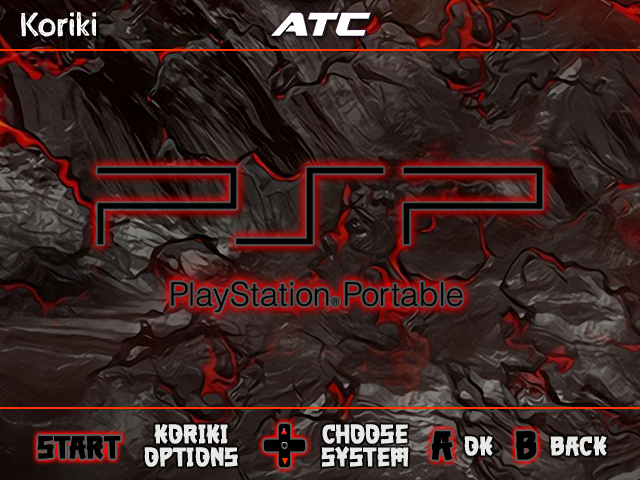 Koriki
ATC
PSP
PlayStation®Portable
START
KORIKI
OPTIONS
CHOOSE
SYSTEM
A OK
B BACK